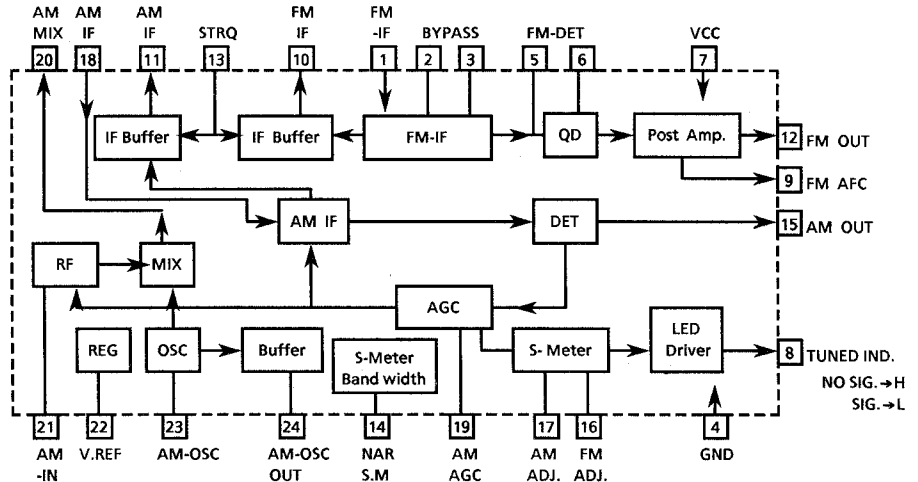 AM AM AM FM FM
MIX IF IF STRQ IF -IF BYPASS FM-DET VCC
20 18 11 13 10 1 2 3 5 6 7
IF Buffer IF Buffer FM-IF QD Post Amp. 12 FM OUT
9 FM AFC
AM IF DET 15 AM OUT
RF MIX
AGC
REG OSC Buffer S-Meter LED
Band width S-Meter Driver 8 TUNED IND.
NO SIG.→H
SIG.→L
21 22 23 24 14 19 17 16 4
AM V.REF AM-OSC AM-OSC NAR AM AM FM GND
-IN OUT S.M AGC ADJ. ADJ.